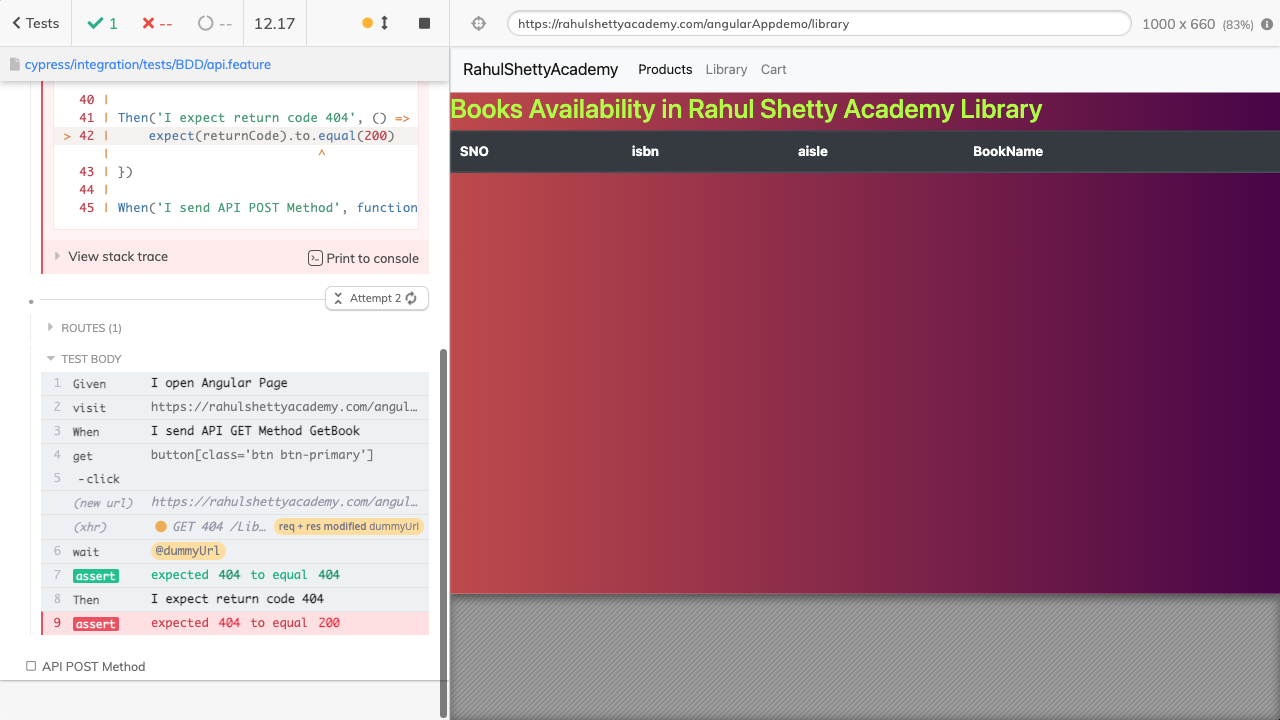 Tests 1 -- -- 12.17
cypress/integration/tests/BDD/api.feature
40 |
41 | Then('I expect return code 404', () =>
> 42 | expect(returnCode).to.equal(200)
| ^
43 | })
44 |
45 | When('I send API POST Method', function
View stack trace
Print to console
Attempt 2
ROUTES (1)
TEST BODY
1 Given I open Angular Page
2 visit https://rahulshettyacademy.com/angul…
3 When I send API GET Method GetBook
4 get button[class='btn btn-primary']
5 -click
(new url) https://rahulshettyacademy.com/angul…
(xhr) GET 404 /Lib… req + res modified dummyUrl
6 wait @dummyUrl
7 assert expected 404 to equal 404
8 Then I expect return code 404
9 assert expected 404 to equal 200
API POST Method
https://rahulshettyacademy.com/angularAppdemo/library
1000 x 660 (83%)
RahulShettyAcademy Products Library Cart
Books Availability in Rahul Shetty Academy Library
SNO isbn aisle BookName